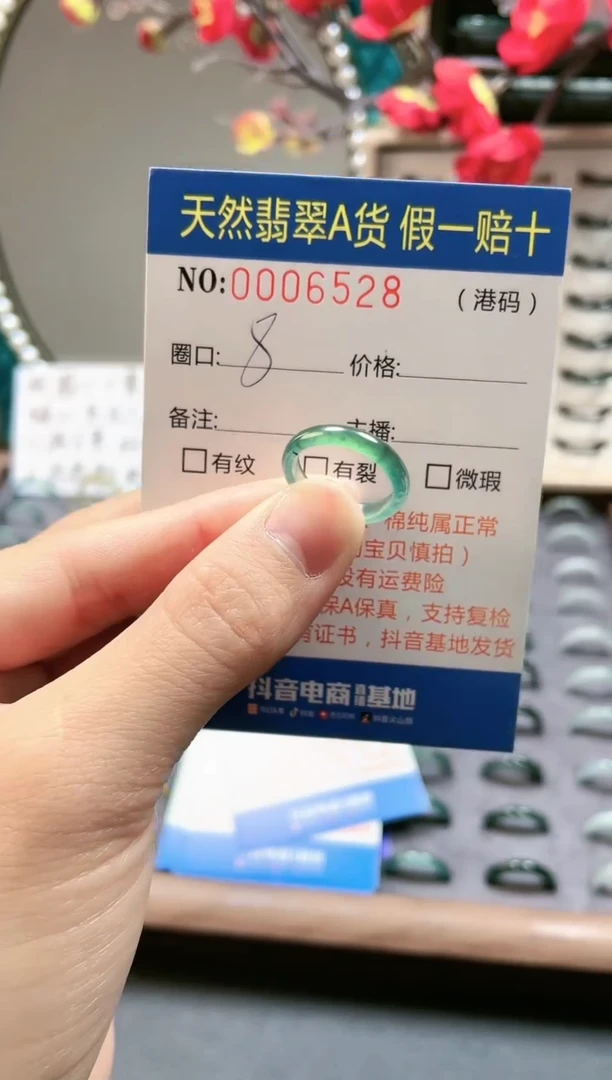 天然翡翠A货 假一赔十
NO:0006528 （港码）
圈口: 8 价格:
备注: 主播:
□有纹 □有裂 □微瑕
棉纯属正常
宝贝慎拍）
没有运费险
保A保真，支持复检
有证书，抖音基地发货
抖音电商直播基地